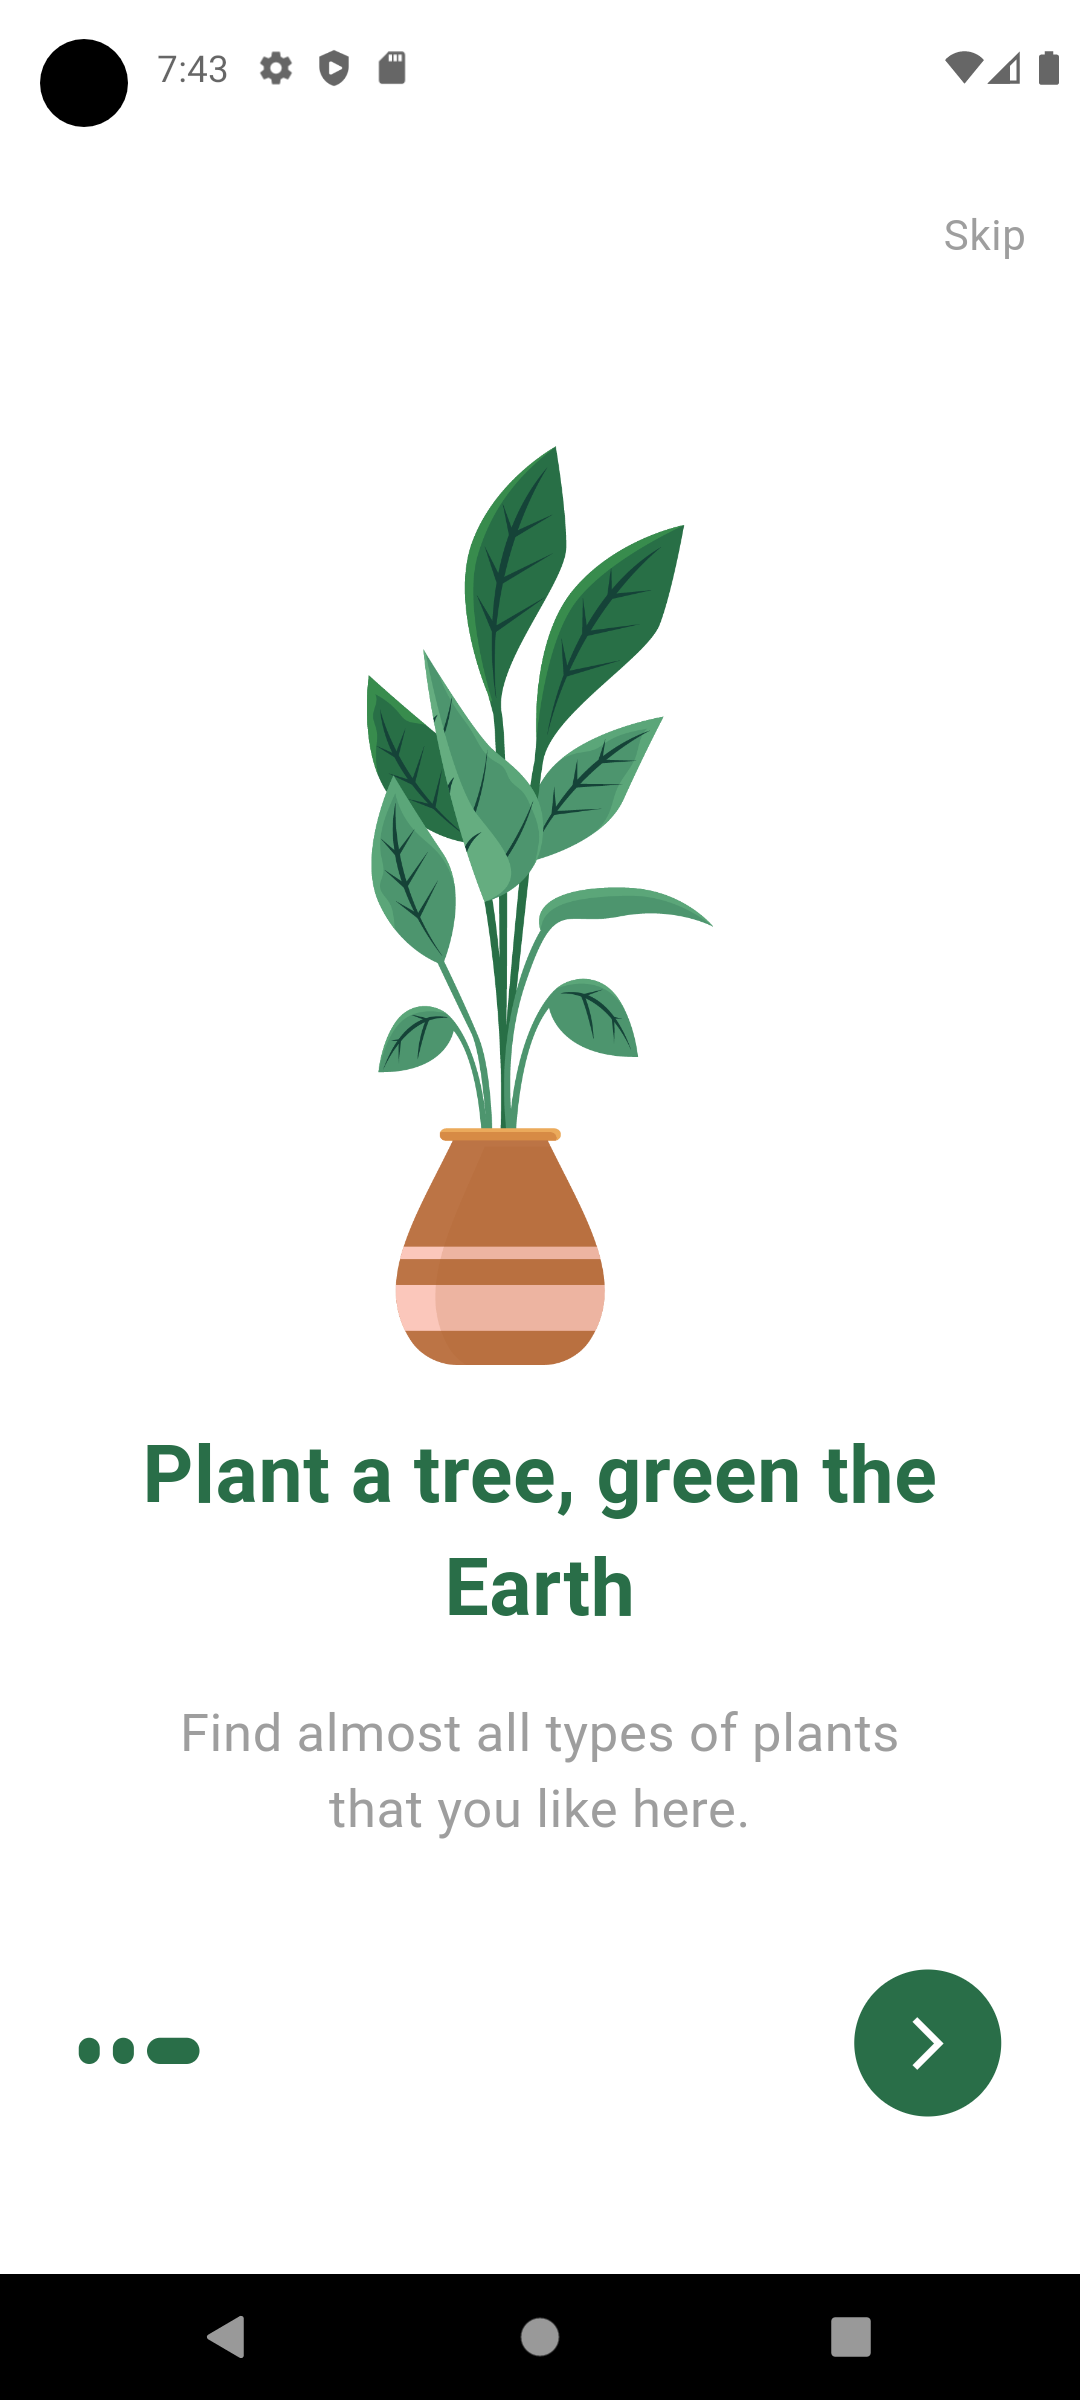 7:43
Skip
Plant a tree, green the
Earth
Find almost all types of plants
that you like here.